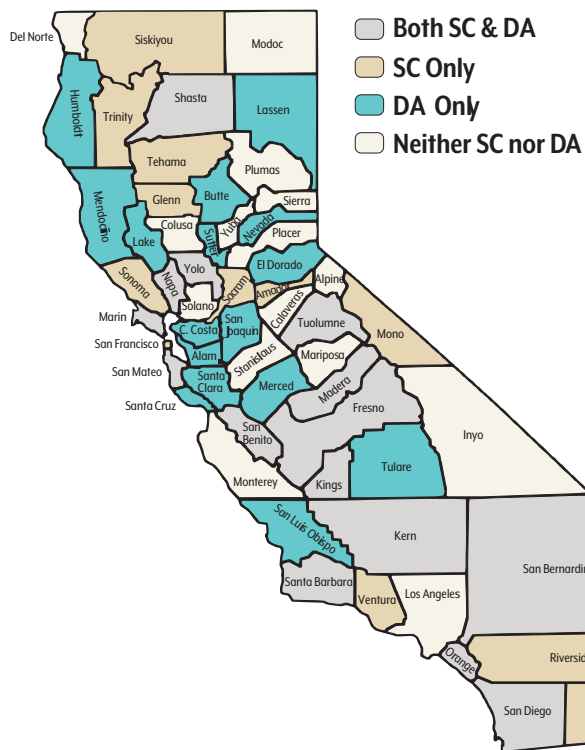 Both SC & DA
SC Only
DA Only
Neither SC nor DA
Del Norte
Siskiyou
Modoc
Humboldt
Trinity
Shasta
Lassen
Tehama
Plumas
Mendocino
Glenn
Butte
Sierra
Colusa
Lake
Sutter
Yuba
Nevada
Placer
Sonoma
Napa
Yolo
El Dorado
Sacram
Amador
Alpine
Solano
Calaveras
Marin
C. Costa
San
Joaquin
Tuolumne
Mono
San Francisco
Alam
Stanislaus
Mariposa
San Mateo
Santa
Clara
Merced
Madera
Santa Cruz
San
Benito
Fresno
Inyo
Monterey
Kings
Tulare
San Luis Obispo
Kern
San Bernardin
Santa Barbara
Ventura
Los Angeles
Orange
Riversid
San Diego